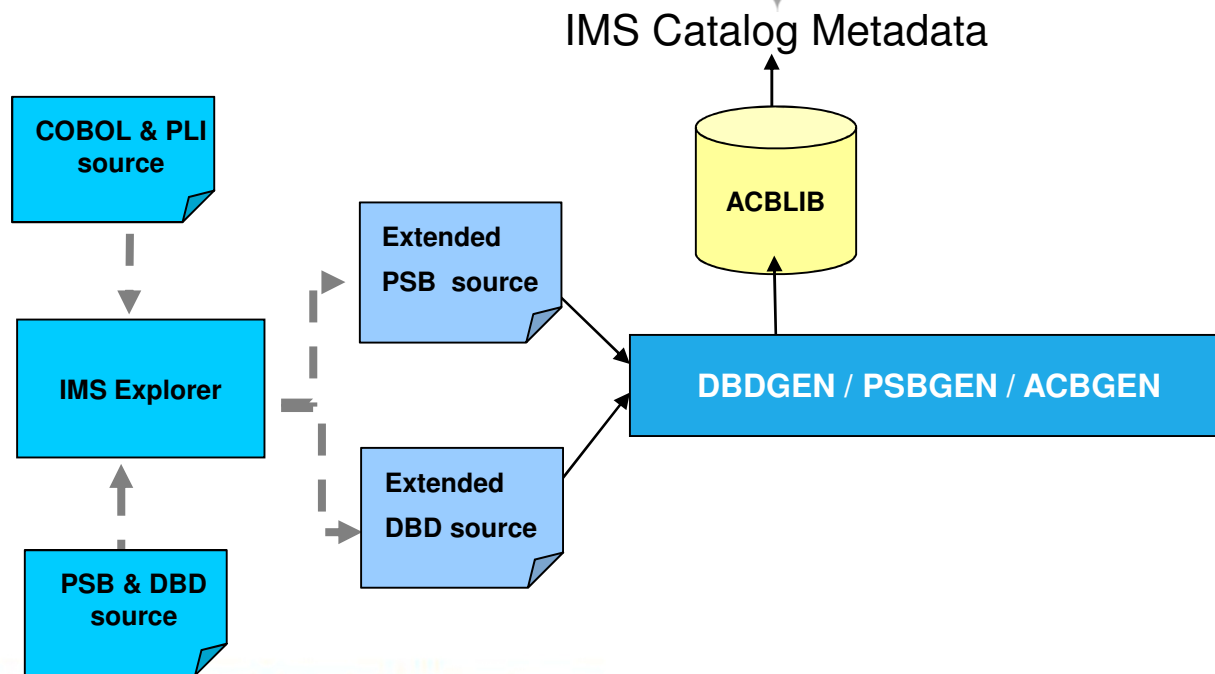 IMS Catalog Metadata
COBOL & PLI
source
ACBLIB
Extended
PSB source
IMS Explorer
DBDGEN / PSBGEN / ACBGEN
Extended
DBD source
PSB & DBD
source